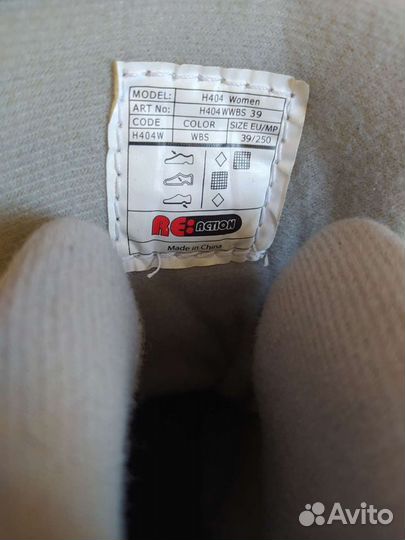 MODEL: H404 Women
ART No: H404WWBS 39
CODE COLOR SIZE EU/MP
H404W WBS 39/250
RE:ACTION
Made in China
Avito